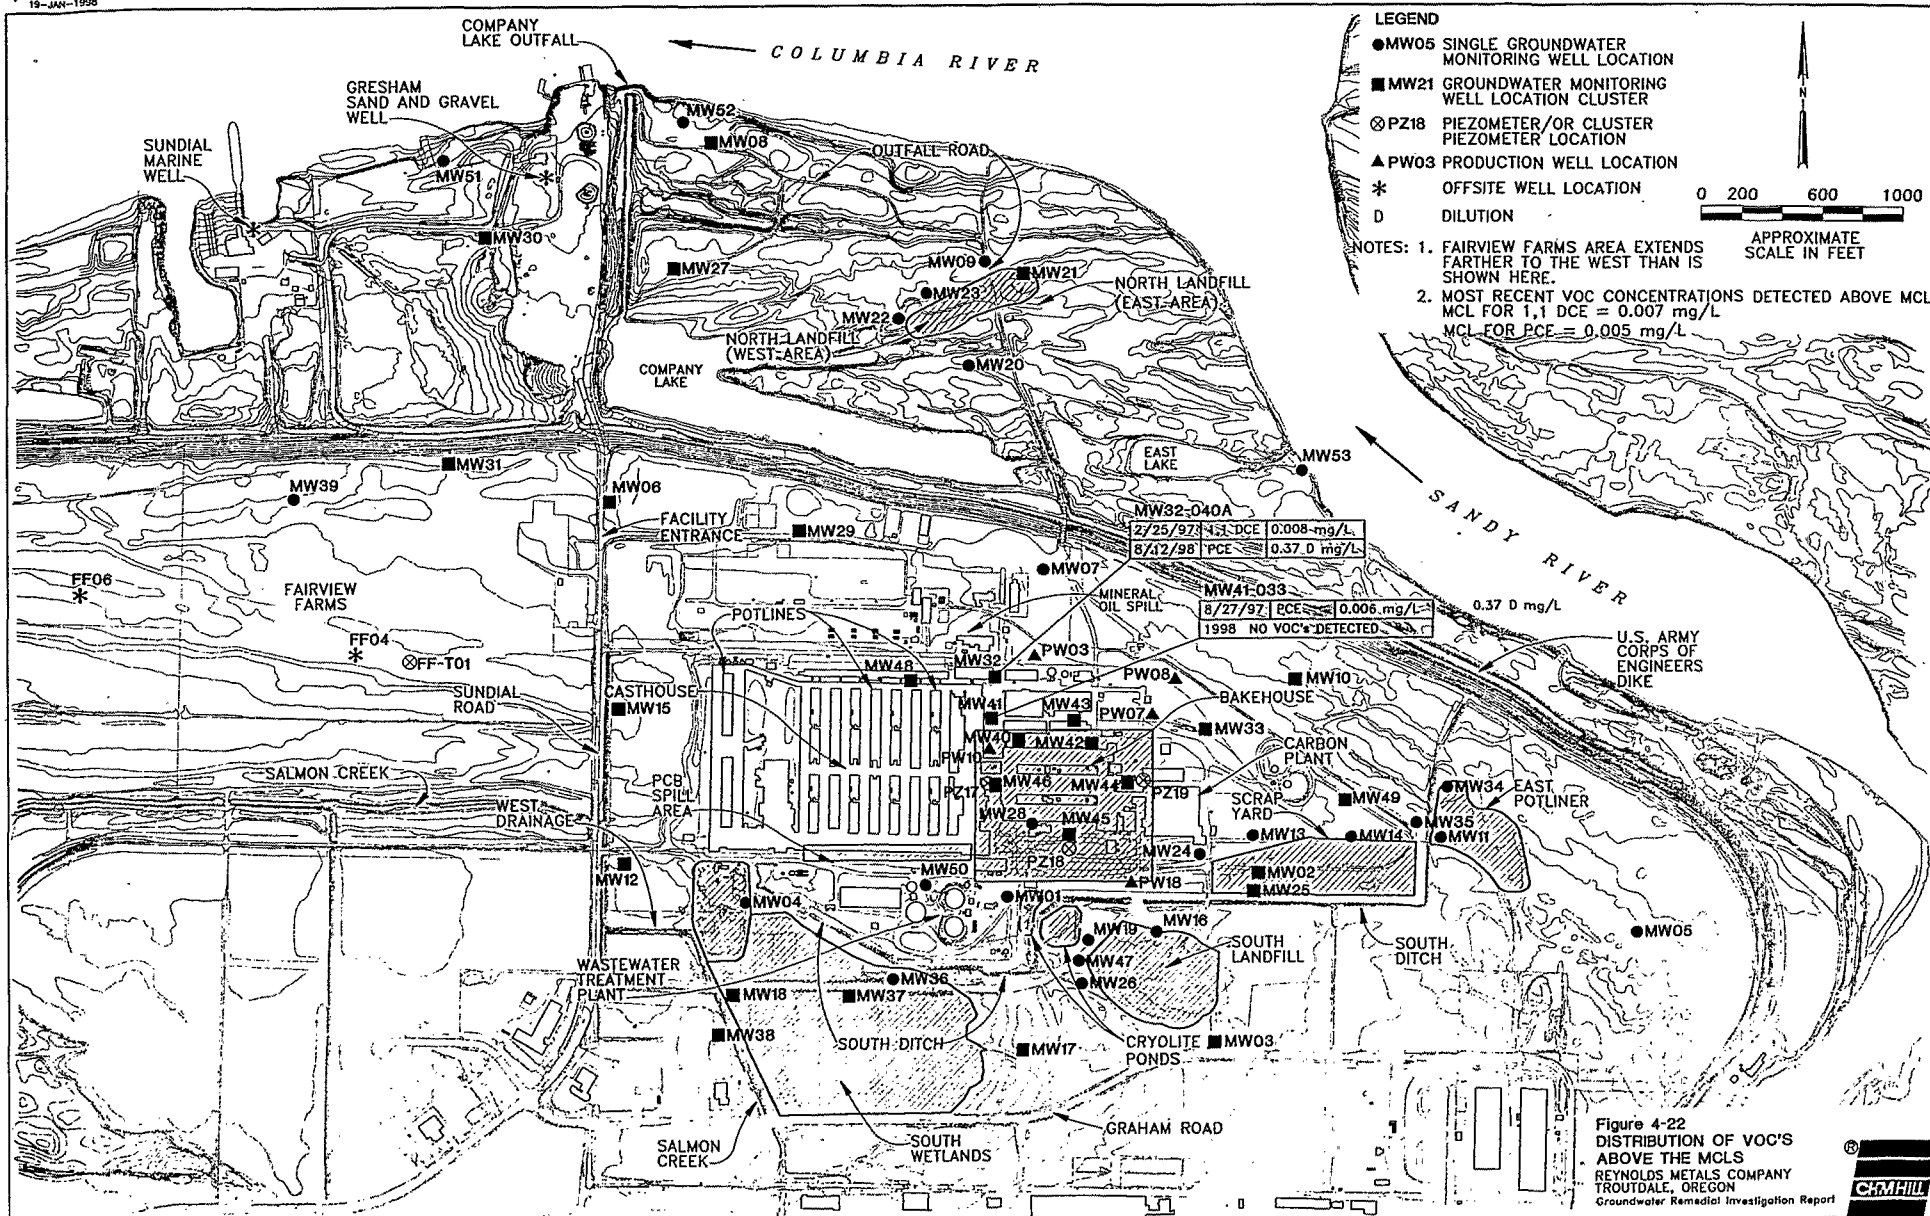 19-JAN-1998
COMPANY
LAKE OUTFALL
COLUMBIA RIVER
GRESHAM
SAND AND GRAVEL
WELL
SUNDIAL
MARINE
WELL
LEGEND
MW05 SINGLE GROUNDWATER
MONITORING WELL LOCATION
MW21 GROUNDWATER MONITORING
WELL LOCATION CLUSTER
PZ18 PIEZOMETER/OR CLUSTER
PIEZOMETER LOCATION
PW03 PRODUCTION WELL LOCATION
* OFFSITE WELL LOCATION
D DILUTION
N
0 200 600 1000
APPROXIMATE
SCALE IN FEET
NOTES: 1. FAIRVIEW FARMS AREA EXTENDS
FARTHER TO THE WEST THAN IS
SHOWN HERE.
2. MOST RECENT VOC CONCENTRATIONS DETECTED ABOVE MCL
MCL FOR 1,1 DCE = 0.007 mg/L
MCL FOR PCE = 0.005 mg/L
MW52
MW08
OUTFALL ROAD
MW51
MW30
MW27
MW09
MW21
MW23
NORTH LANDFILL
(EAST AREA)
MW22
NORTH LANDFILL
(WEST AREA)
COMPANY
LAKE
MW20
EAST
LAKE
MW53
SANDY RIVER
MW31
MW39
MW06
FACILITY
ENTRANCE
MW29
MW32-040A
2/25/97 1,1 DCE 0.008 mg/L
8/12/98 PCE 0.37 D mg/L
MW07
MW41-033
8/27/97 PCE 0.006 mg/L
1998 NO VOC's DETECTED
0.37 D mg/L
FF06
FAIRVIEW
FARMS
MINERAL
OIL SPILL
POTLINES
U.S. ARMY
CORPS OF
ENGINEERS
DIKE
FF04
FF-T01
PW03
MW48
MW32
PW08
MW10
SUNDIAL
ROAD
CASTHOUSE
BAKEHOUSE
MW15
MW41
MW43
PW07
MW33
MW40
MW42
PW10
CARBON
PLANT
SALMON CREEK
PCB
SPILL
AREA
MW46
MW44
PZ17
PZ19
SCRAP
YARD
MW49
MW34
EAST
POTLINER
WEST
DRAINAGE
MW28
MW45
MW35
MW13
MW14
MW11
MW24
PZ18
MW12
MW50
MW02
PW18
MW25
MW04
MW01
MW16
MW19
SOUTH
LANDFILL
SOUTH
DITCH
MW05
WASTEWATER
TREATMENT
PLANT
MW47
MW36
MW26
MW18
MW37
MW38
SOUTH DITCH
MW17
CRYOLITE
PONDS
MW03
GRAHAM ROAD
SALMON
CREEK
SOUTH
WETLANDS
Figure 4-22
DISTRIBUTION OF VOC'S
ABOVE THE MCLS
REYNOLDS METALS COMPANY
TROUTDALE, OREGON
Groundwater Remedial Investigation Report
®
CH2M HILL